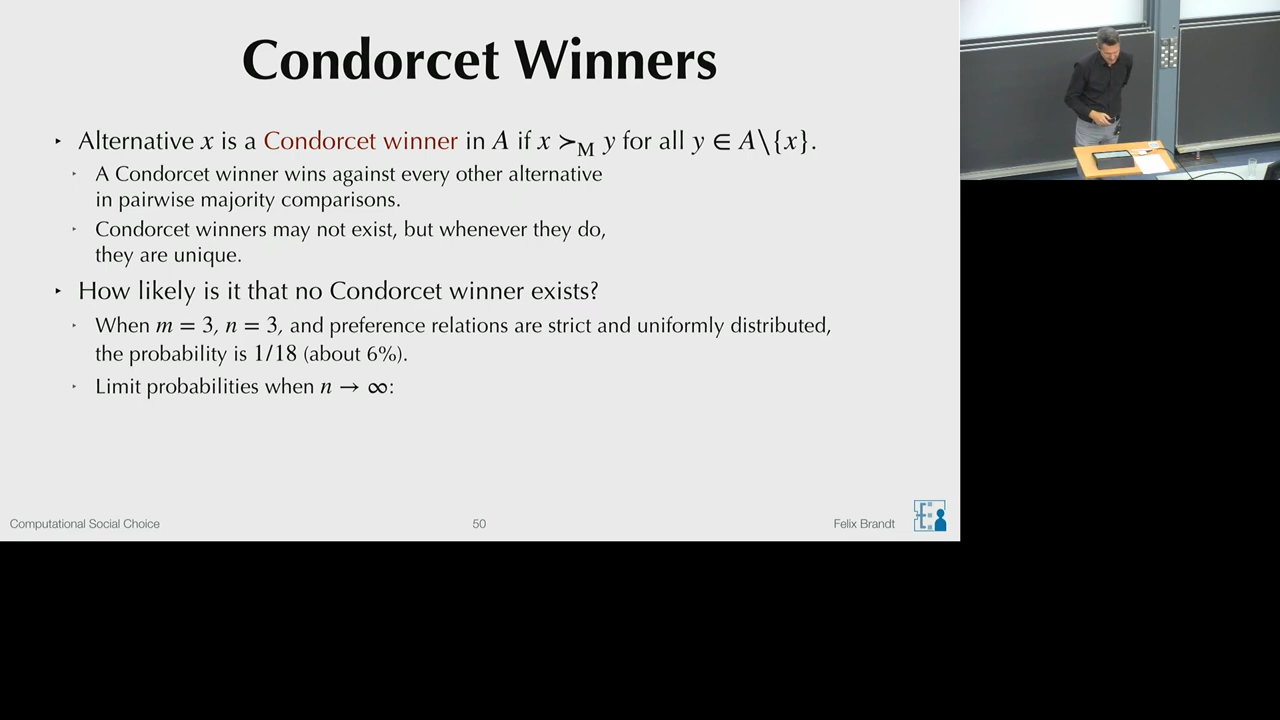 Condorcet Winners
‣ Alternative x is a Condorcet winner in A if x ≻M y for all y ∈ A\{x}.
‣ A Condorcet winner wins against every other alternative
in pairwise majority comparisons.
‣ Condorcet winners may not exist, but whenever they do,
they are unique.
‣ How likely is it that no Condorcet winner exists?
‣ When m = 3, n = 3, and preference relations are strict and uniformly distributed,
the probability is 1/18 (about 6%).
‣ Limit probabilities when n → ∞:
Computational Social Choice
50
Felix Brandt